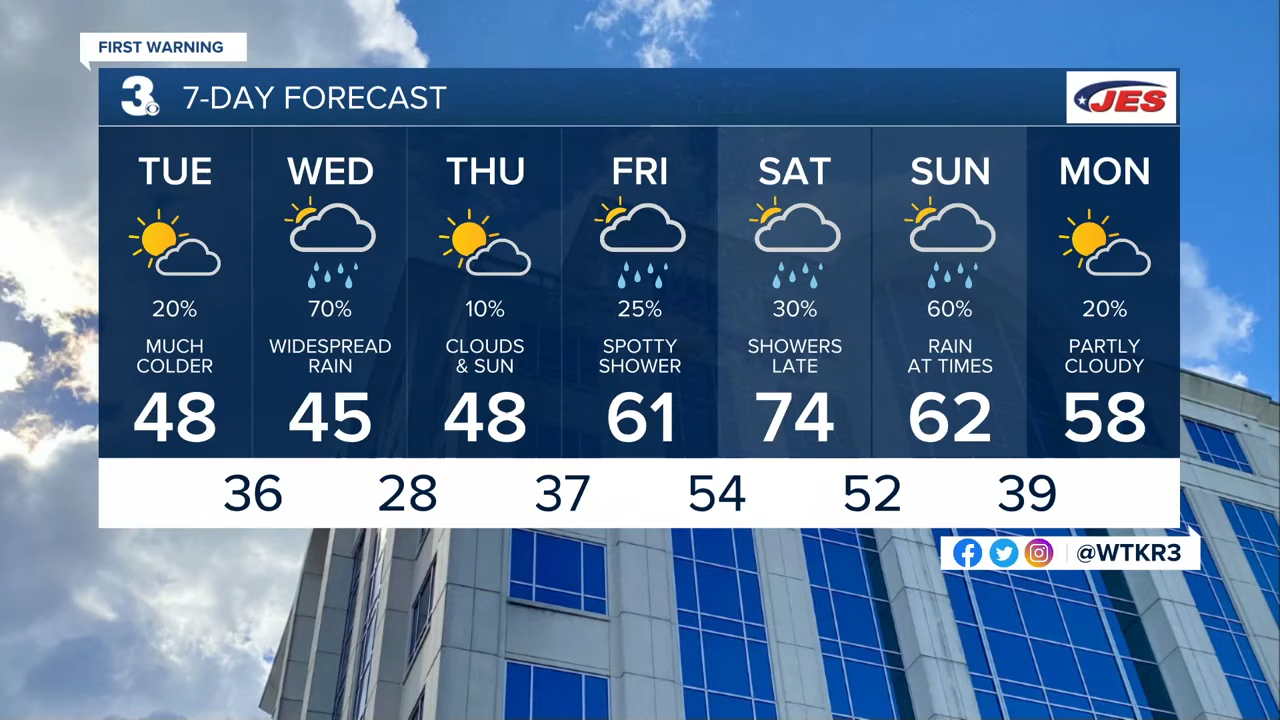 FIRST WARNING
3 7-DAY FORECAST
JES
TUE WED THU FRI SAT SUN MON
20% 70% 10% 25% 30% 60% 20%
MUCH WIDESPREAD CLOUDS SPOTTY SHOWERS RAIN PARTLY
COLDER RAIN & SUN SHOWER LATE AT TIMES CLOUDY
48 45 48 61 74 62 58
36 28 37 54 52 39
@WTKR3